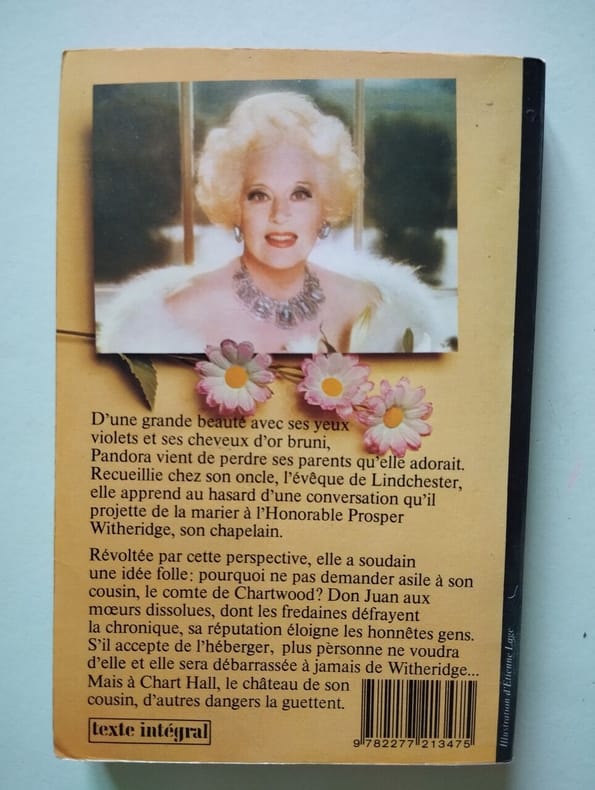 D'une grande beauté avec ses yeux
violets et ses cheveux d'or bruni,
Pandora vient de perdre ses parents qu'elle adorait.
Recueillie chez son oncle, l'évêque de Lindchester,
elle apprend au hasard d'une conversation qu'il
projette de la marier à l'Honorable Prosper
Witheridge, son chapelain.
Révoltée par cette perspective, elle a soudain
une idée folle: pourquoi ne pas demander asile à son
cousin, le comte de Chartwood? Don Juan aux
mœurs dissolues, dont les fredaines défrayent
la chronique, sa réputation éloigne les honnêtes gens.
S'il accepte de l'héberger, plus personne ne voudra
d'elle et elle sera débarrassée à jamais de Witheridge...
Mais à Chart Hall, le château de son
cousin, d'autres dangers la guettent.
texte intégral
9 782277 213475
Illustration d'Etienne Lage